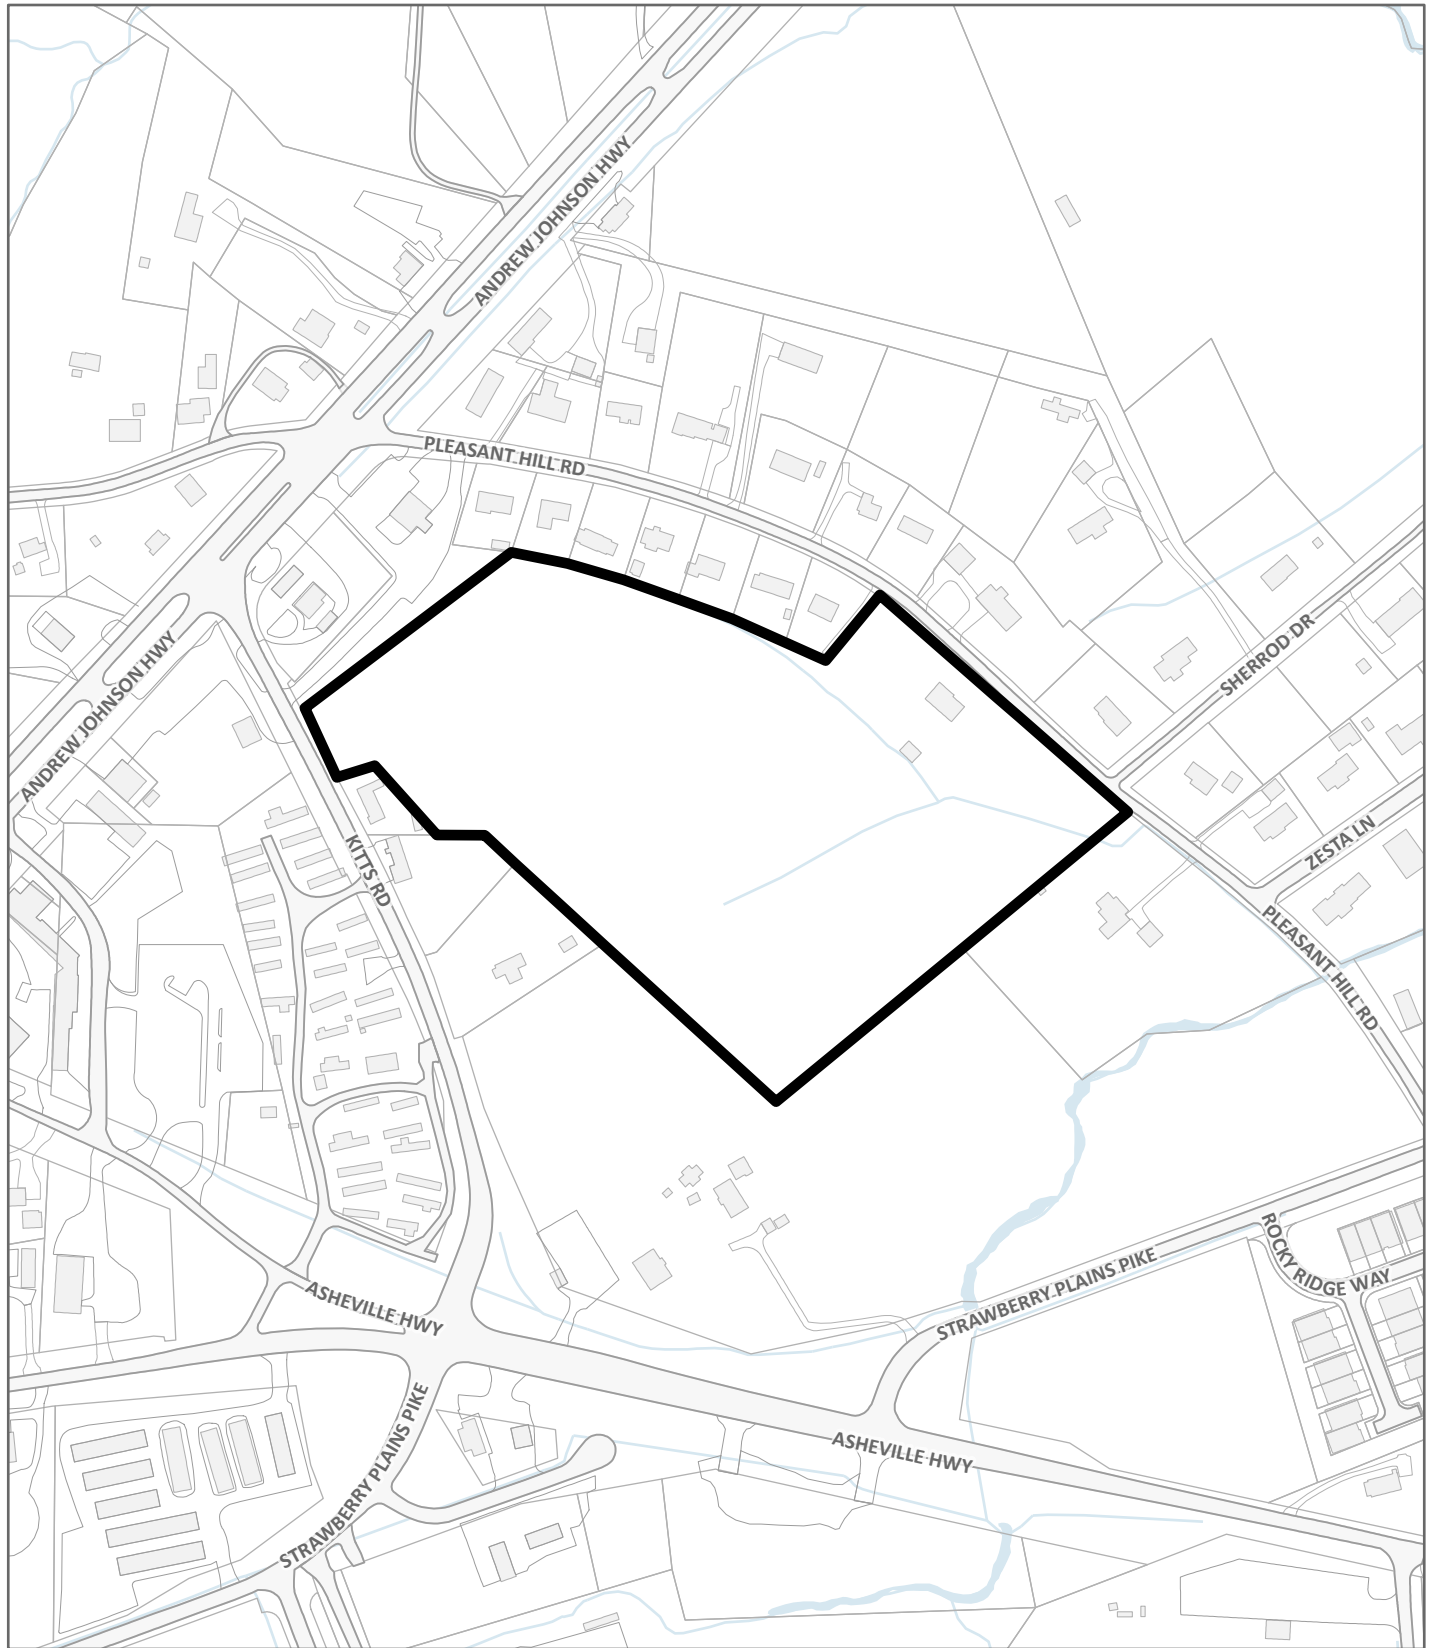 ANDREW JOHNSON HWY
PLEASANT HILL RD
SHERROD DR
ANDREW JOHNSON HWY
ZESTA LN
KITTS RD
PLEASANT HILL RD
ROCKY RIDGE WAY
STRAWBERRY PLAINS PIKE
ASHEVILLE HWY
STRAWBERRY PLAINS PIKE
ASHEVILLE HWY